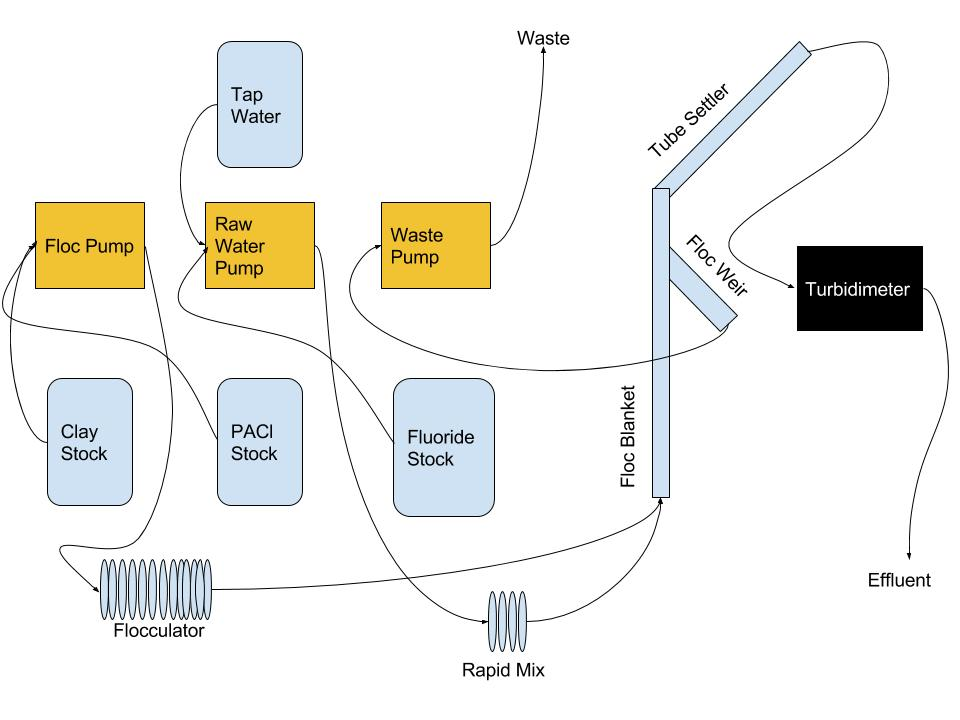 Waste
Tap
Water
Tube Settler
Floc Pump
Raw
Water
Pump
Waste
Pump
Floc Weir
Turbidimeter
Clay
Stock
PACl
Stock
Fluoride
Stock
Floc Blanket
Effluent
Flocculator
Rapid Mix